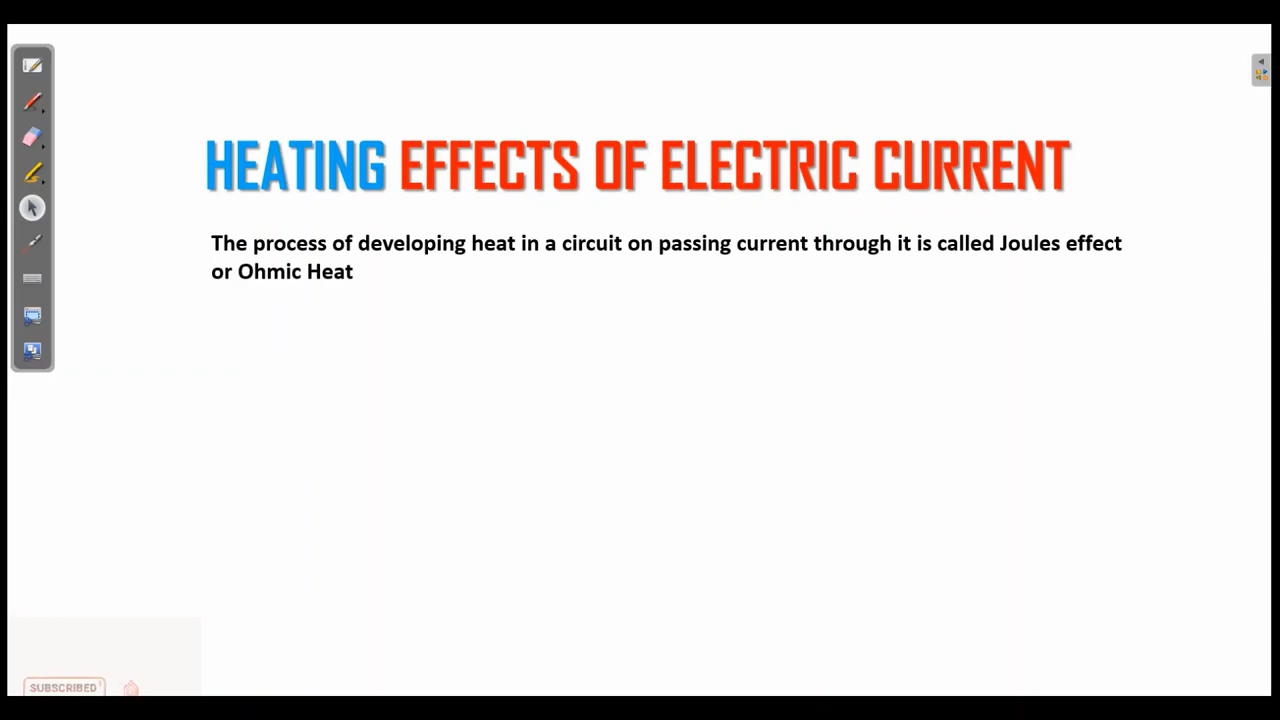 HEATING EFFECTS OF ELECTRIC CURRENT
The process of developing heat in a circuit on passing current through it is called Joules effect
or Ohmic Heat
SUBSCRIBED